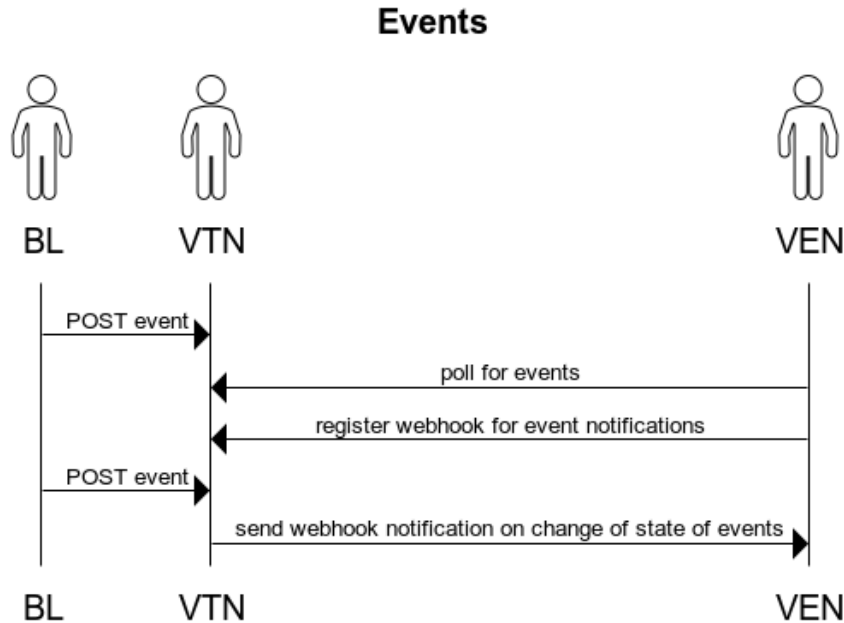 Events
BL VTN VEN
POST event
poll for events
register webhook for event notifications
POST event
send webhook notification on change of state of events
BL VTN VEN